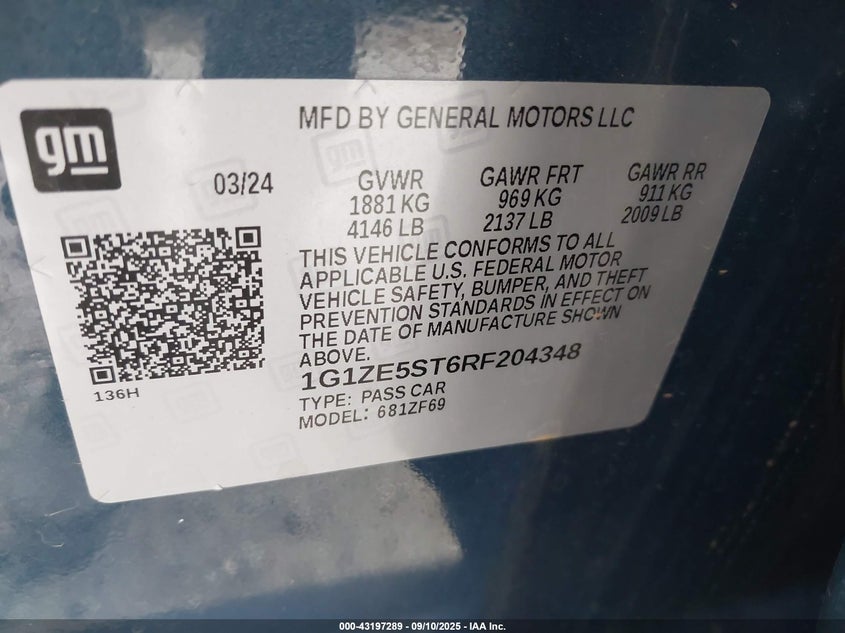 gm
MFD BY GENERAL MOTORS LLC
03/24
GVWR
1881 KG
4146 LB
GAWR FRT
969 KG
2137 LB
GAWR RR
911 KG
2009 LB
THIS VEHICLE CONFORMS TO ALL
APPLICABLE U.S. FEDERAL MOTOR
VEHICLE SAFETY, BUMPER, AND THEFT
PREVENTION STANDARDS IN EFFECT ON
THE DATE OF MANUFACTURE SHOWN
ABOVE.
1G1ZE5ST6RF204348
TYPE: PASS CAR
MODEL: 681ZF69
136H
000-43197289 - 09/10/2025 - IAA Inc.